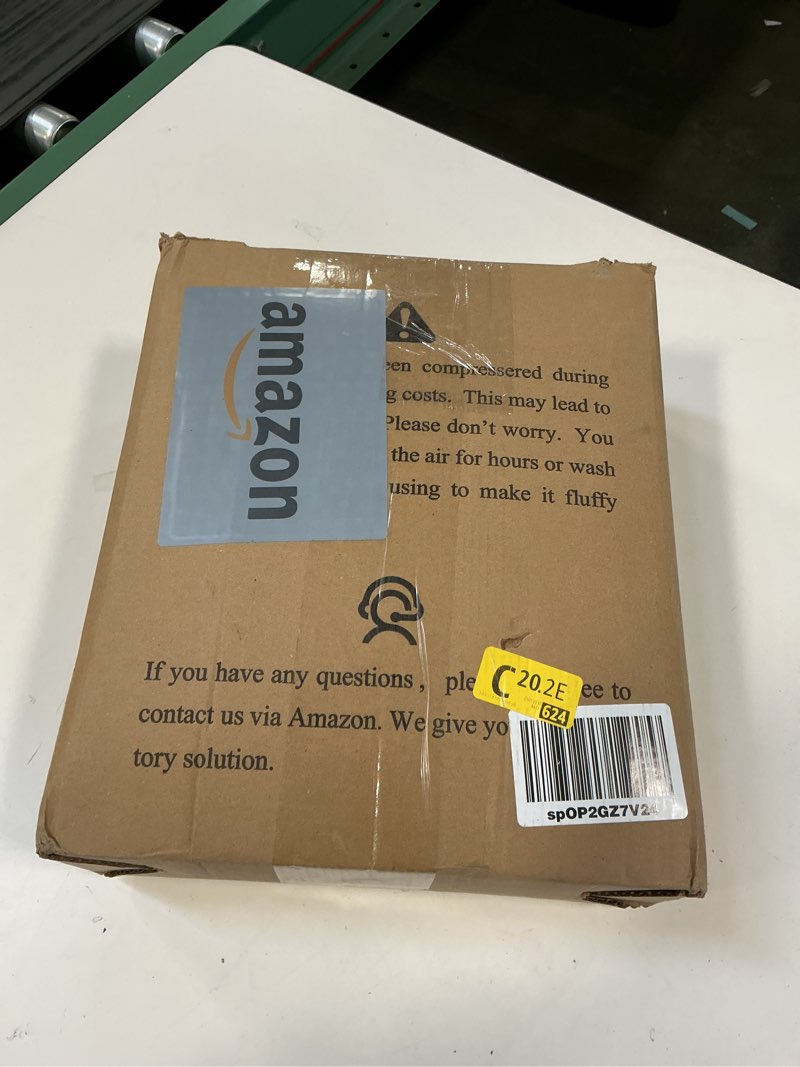 amazon
een compressered during
g costs. This may lead to
Please don't worry. You
the air for hours or wash
using to make it fluffy
If you have any questions, ple
ee to
contact us via Amazon. We give yo
tory solution.
C 20.2E
624
spOP2GZ7V2